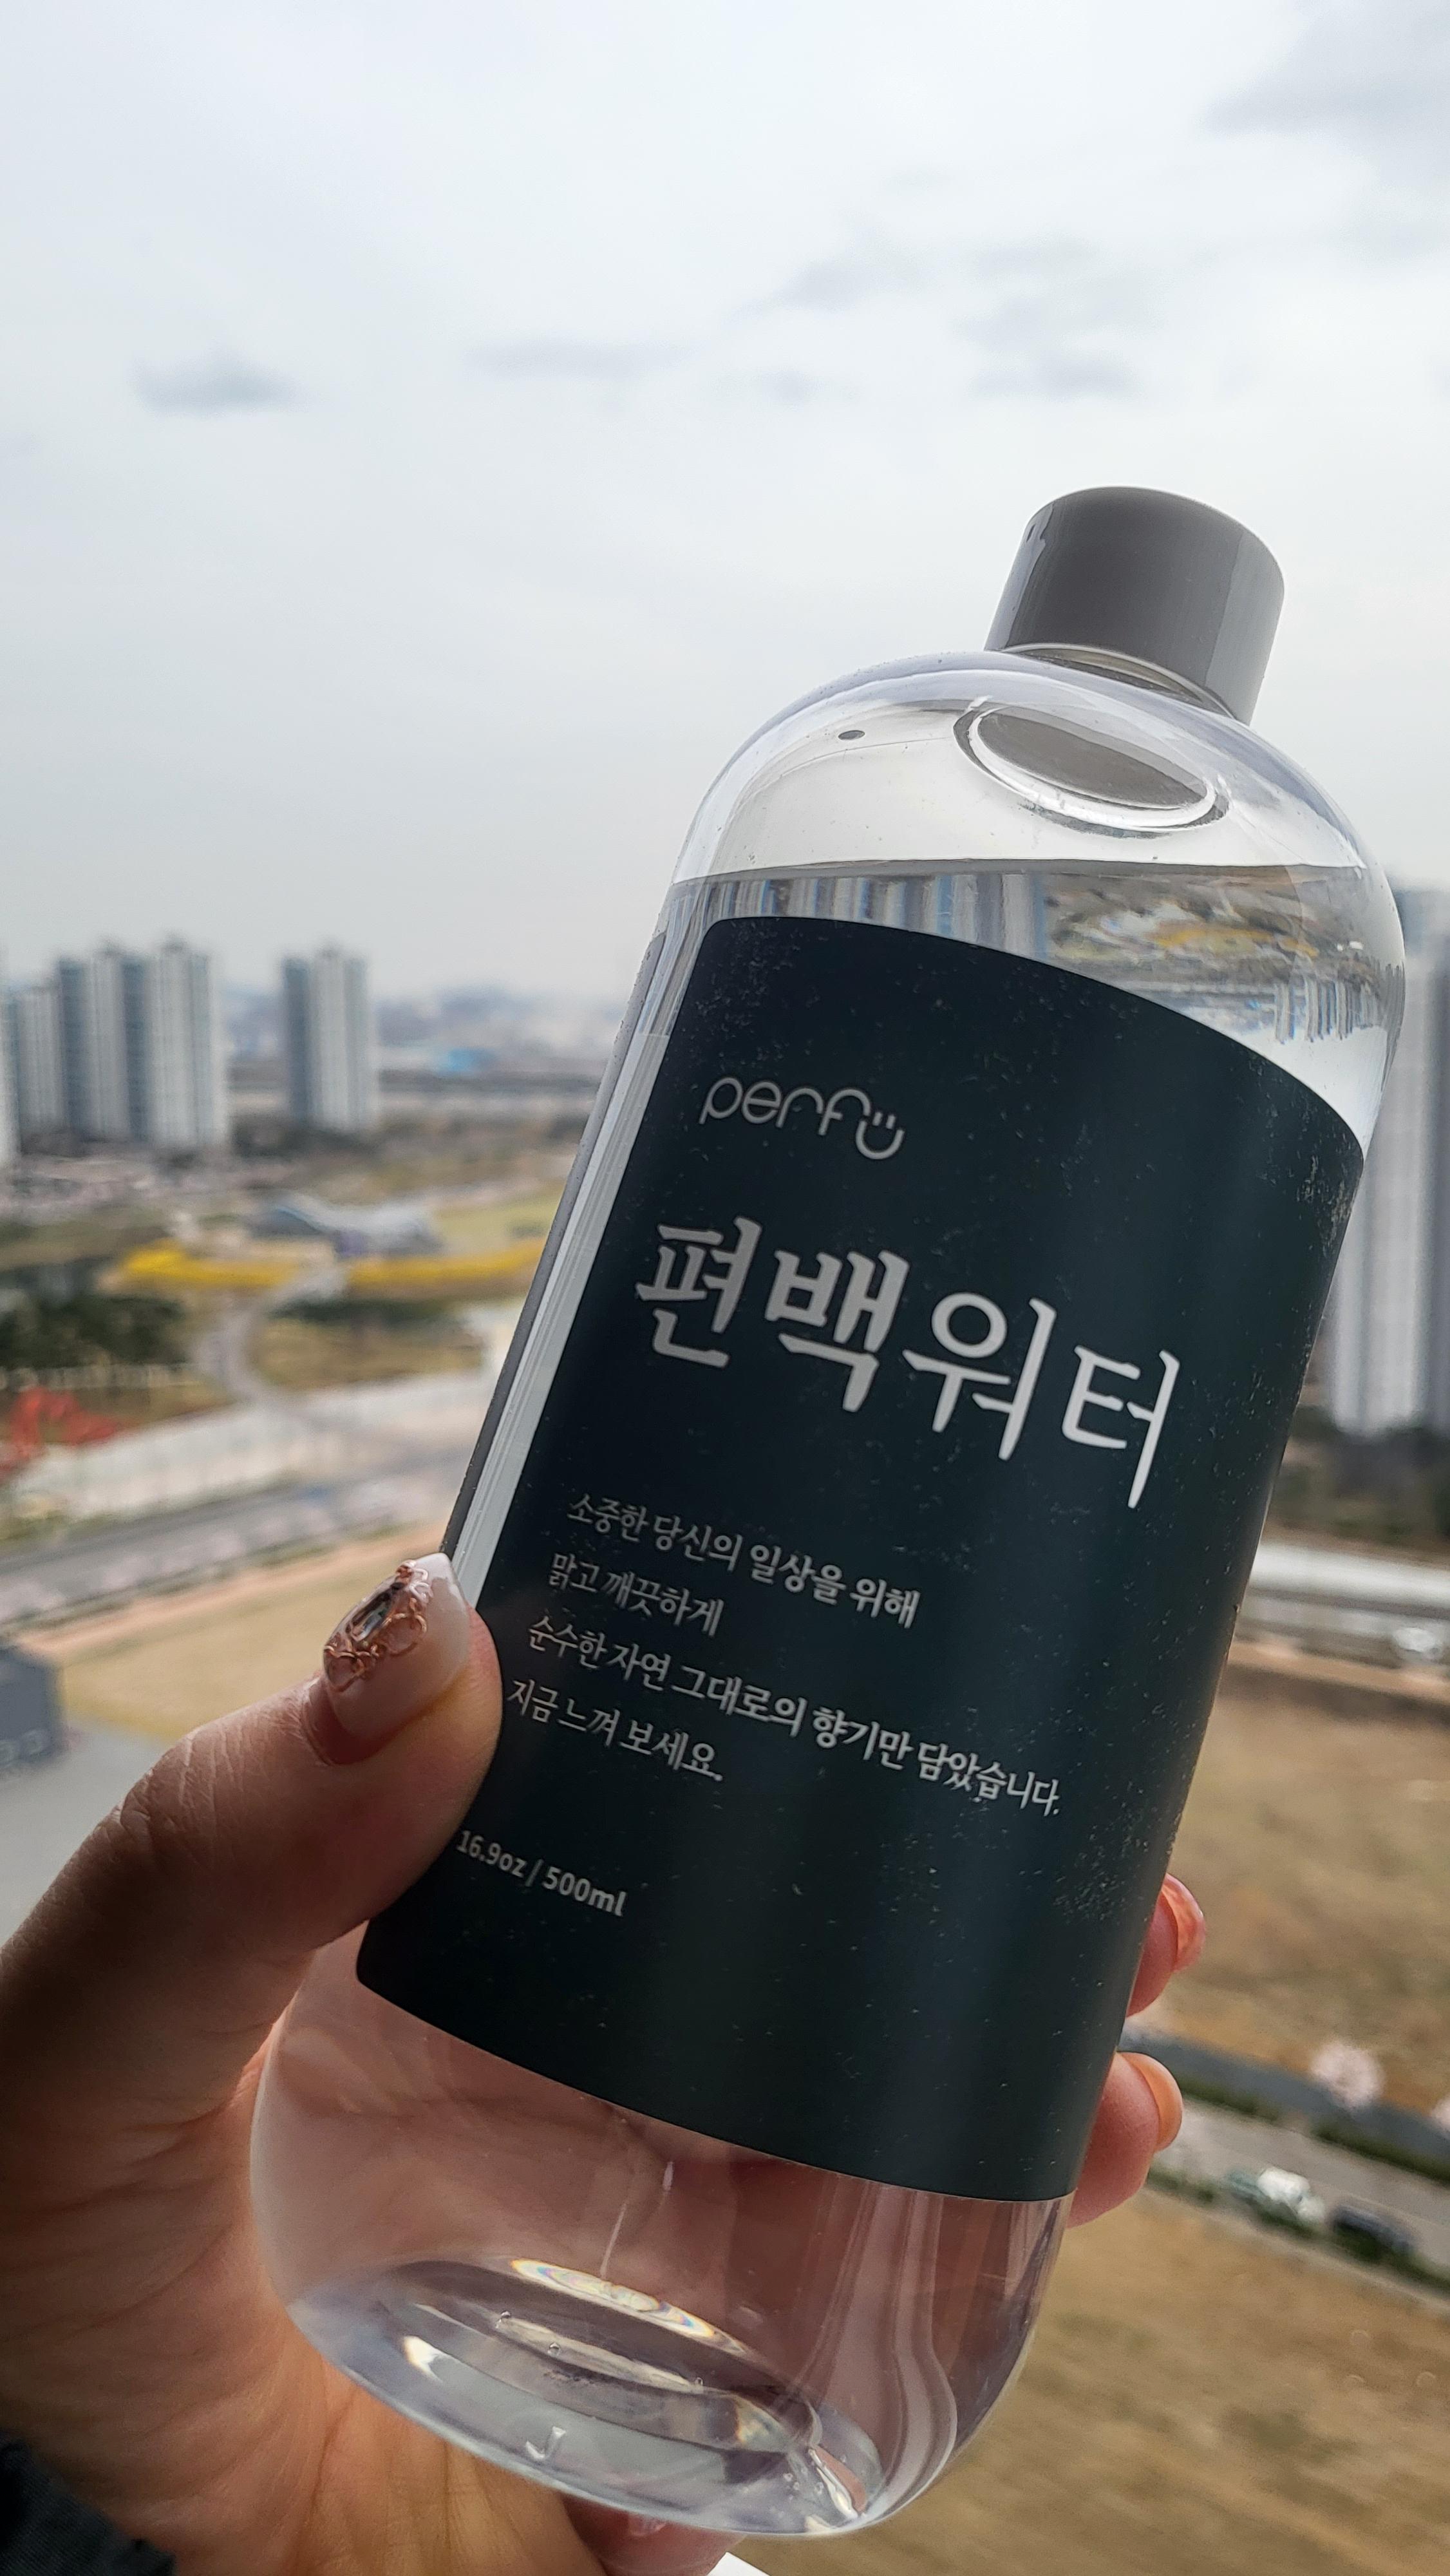 perfü
편백워터
소중한 당신의 일상을 위해
맑고 깨끗하게
순수한 자연 그대로의 향기만 담았습니다.
지금 느껴 보세요.
16.9oz / 500ml